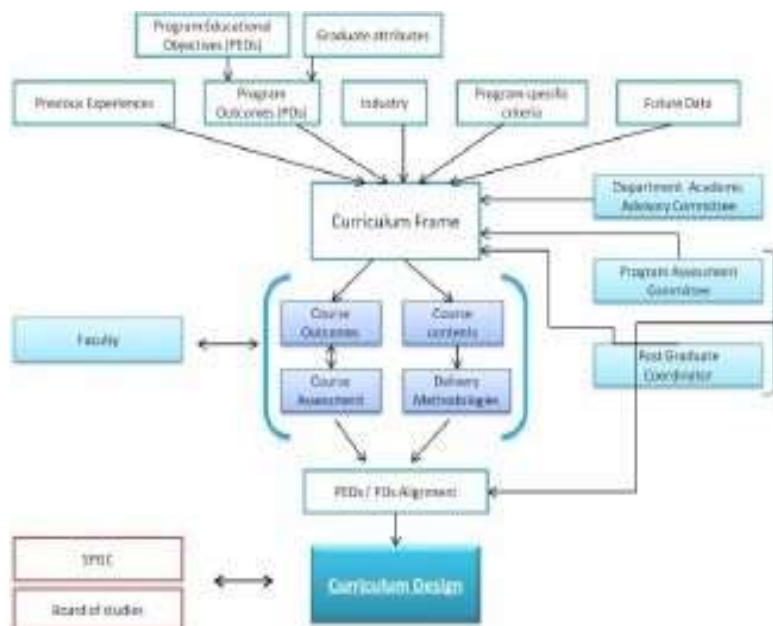 Program Educational
Objectives (PEOs)
Graduate attributes
Previous Experiences
Program
Outcomes (POs)
Industry
Program specific
criteria
Future Data
Department Academic
Advisory Committee
Curriculum Frame
Program Assessment
Committee
Course
Outcomes
Course
contents
Faculty
Post Graduate
Coordinator
Course
Assessment
Delivery
Methodologies
PEOs / POs Alignment
Curriculum Design
Board of studies